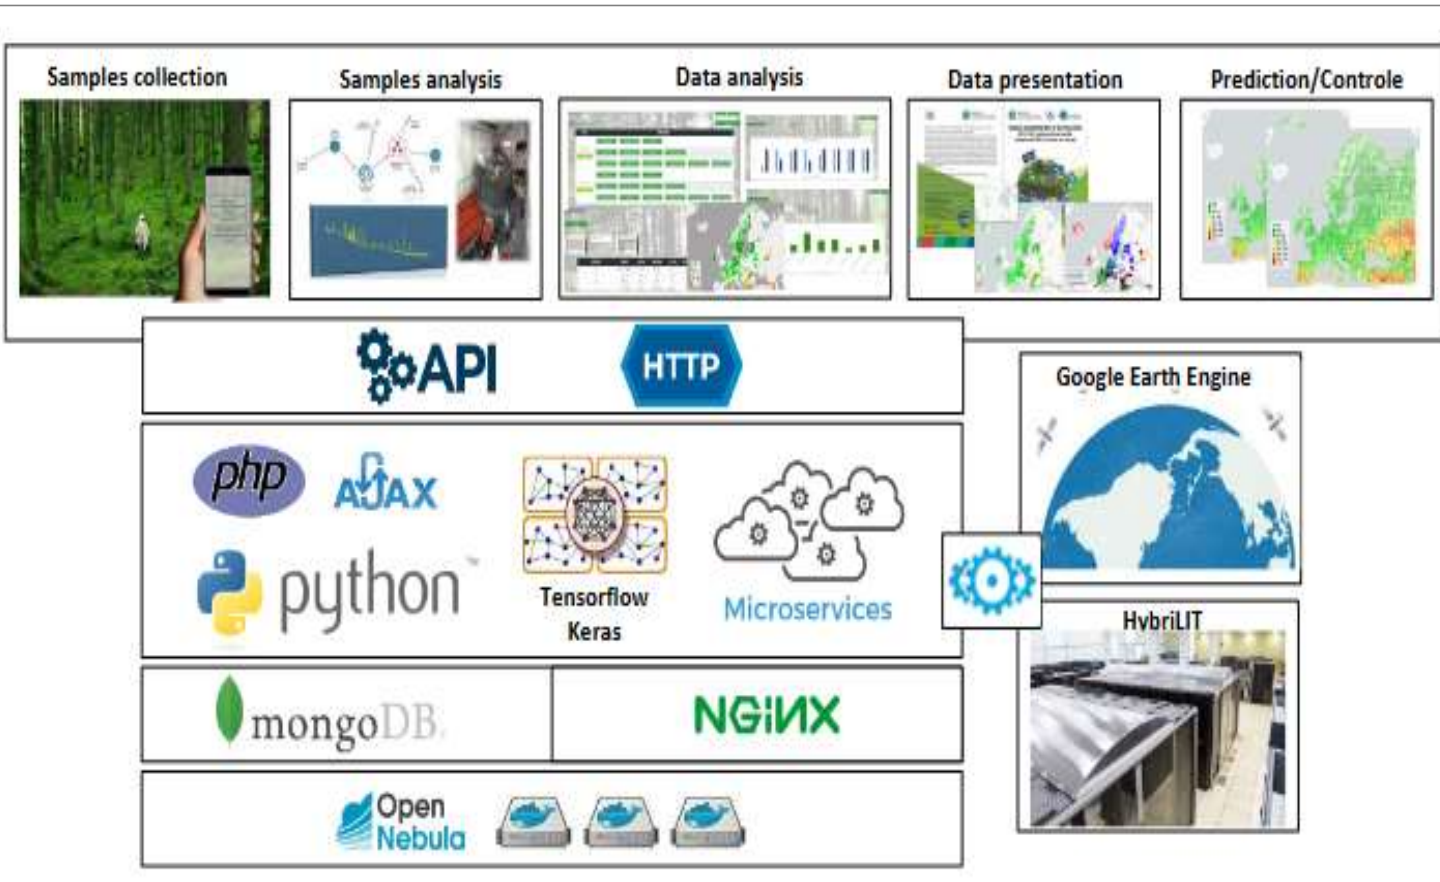 Samples collection
Samples analysis
Data analysis
Data presentation
Prediction/Controle
API
HTTP
Google Earth Engine
php
AJAX
python
Tensorflow
Keras
Microservices
HybriLIT
mongoDB
NGiNX
Open
Nebula